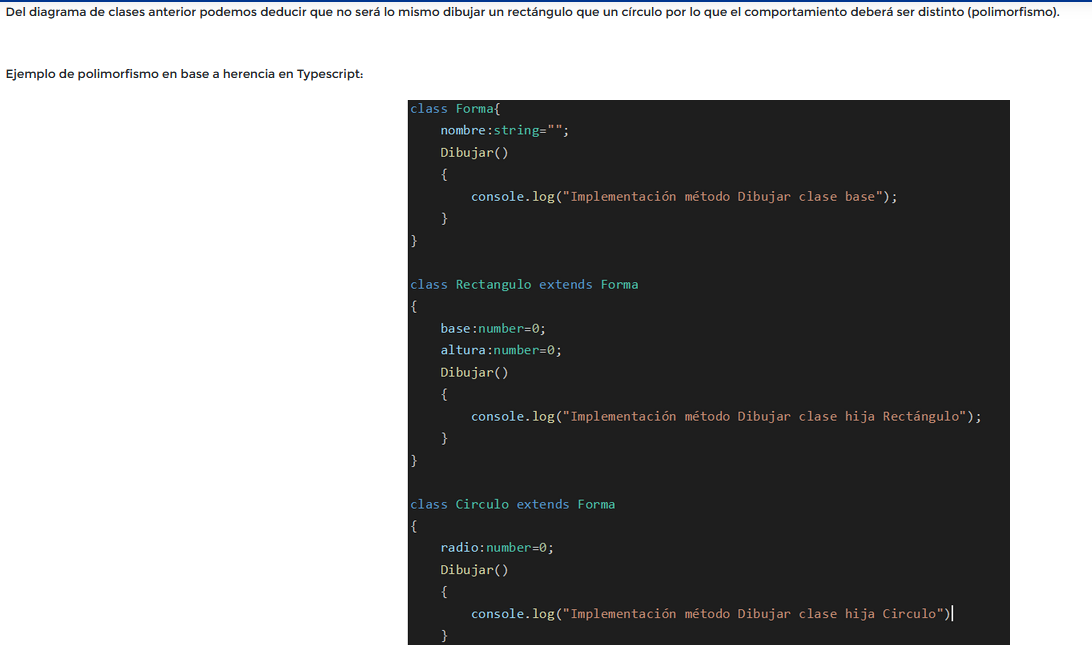 Del diagrama de clases anterior podemos deducir que no será lo mismo dibujar un rectángulo que un círculo por lo que el comportamiento deberá ser distinto (polimorfismo).
Ejemplo de polimorfismo en base a herencia en Typescript:
class Forma{
    nombre:string="";
    Dibujar()
    {
        console.log("Implementación método Dibujar clase base");
    }
}
class Rectangulo extends Forma
{
    base:number=0;
    altura:number=0;
    Dibujar()
    {
        console.log("Implementación método Dibujar clase hija Rectángulo");
    }
}
class Circulo extends Forma
{
    radio:number=0;
    Dibujar()
    {
        console.log("Implementación método Dibujar clase hija Circulo")
    }